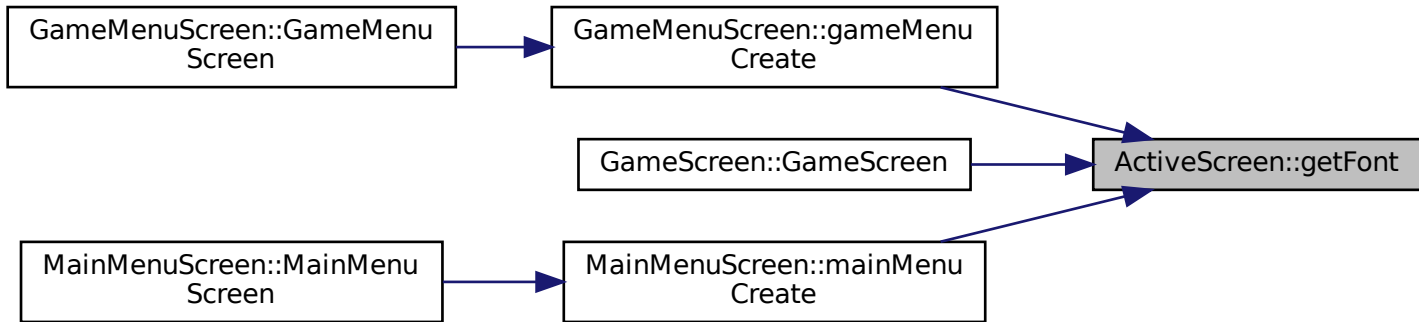 GameMenuScreen::GameMenu
Screen
GameMenuScreen::gameMenu
Create
GameScreen::GameScreen
ActiveScreen::getFont
MainMenuScreen::MainMenu
Screen
MainMenuScreen::mainMenu
Create